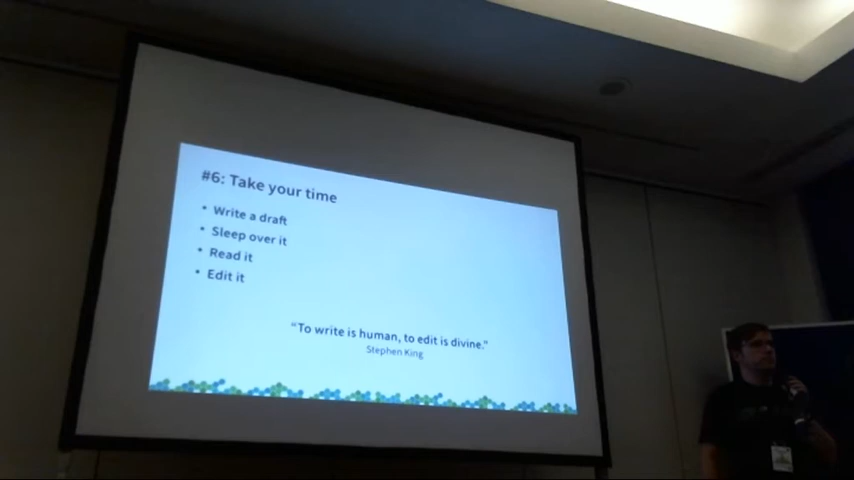 #6: Take your time
• Write a draft
• Sleep over it
• Read it
• Edit it
"To write is human, to edit is divine."
Stephen King